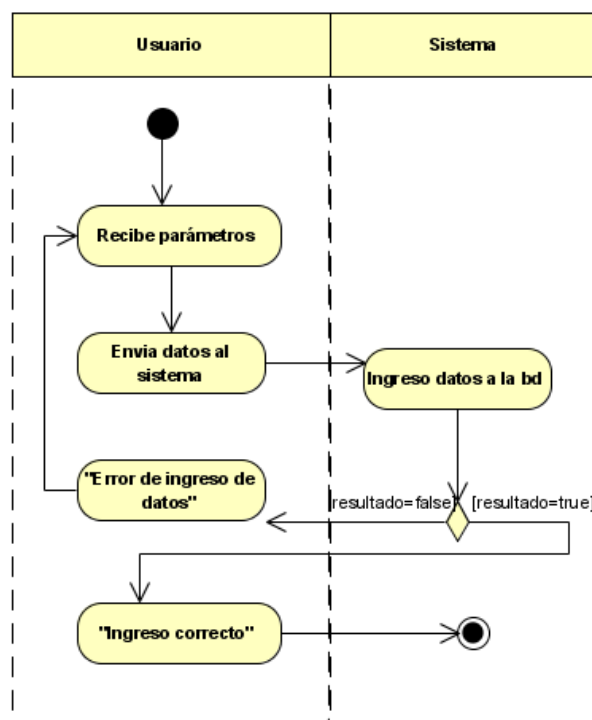 Usuario
Sistema
Recibe parámetros
Envia datos al
sistema
Ingreso datos a la bd
"Error de ingreso de
datos"
[resultado=false]
[resultado=true]
"Ingreso correcto"